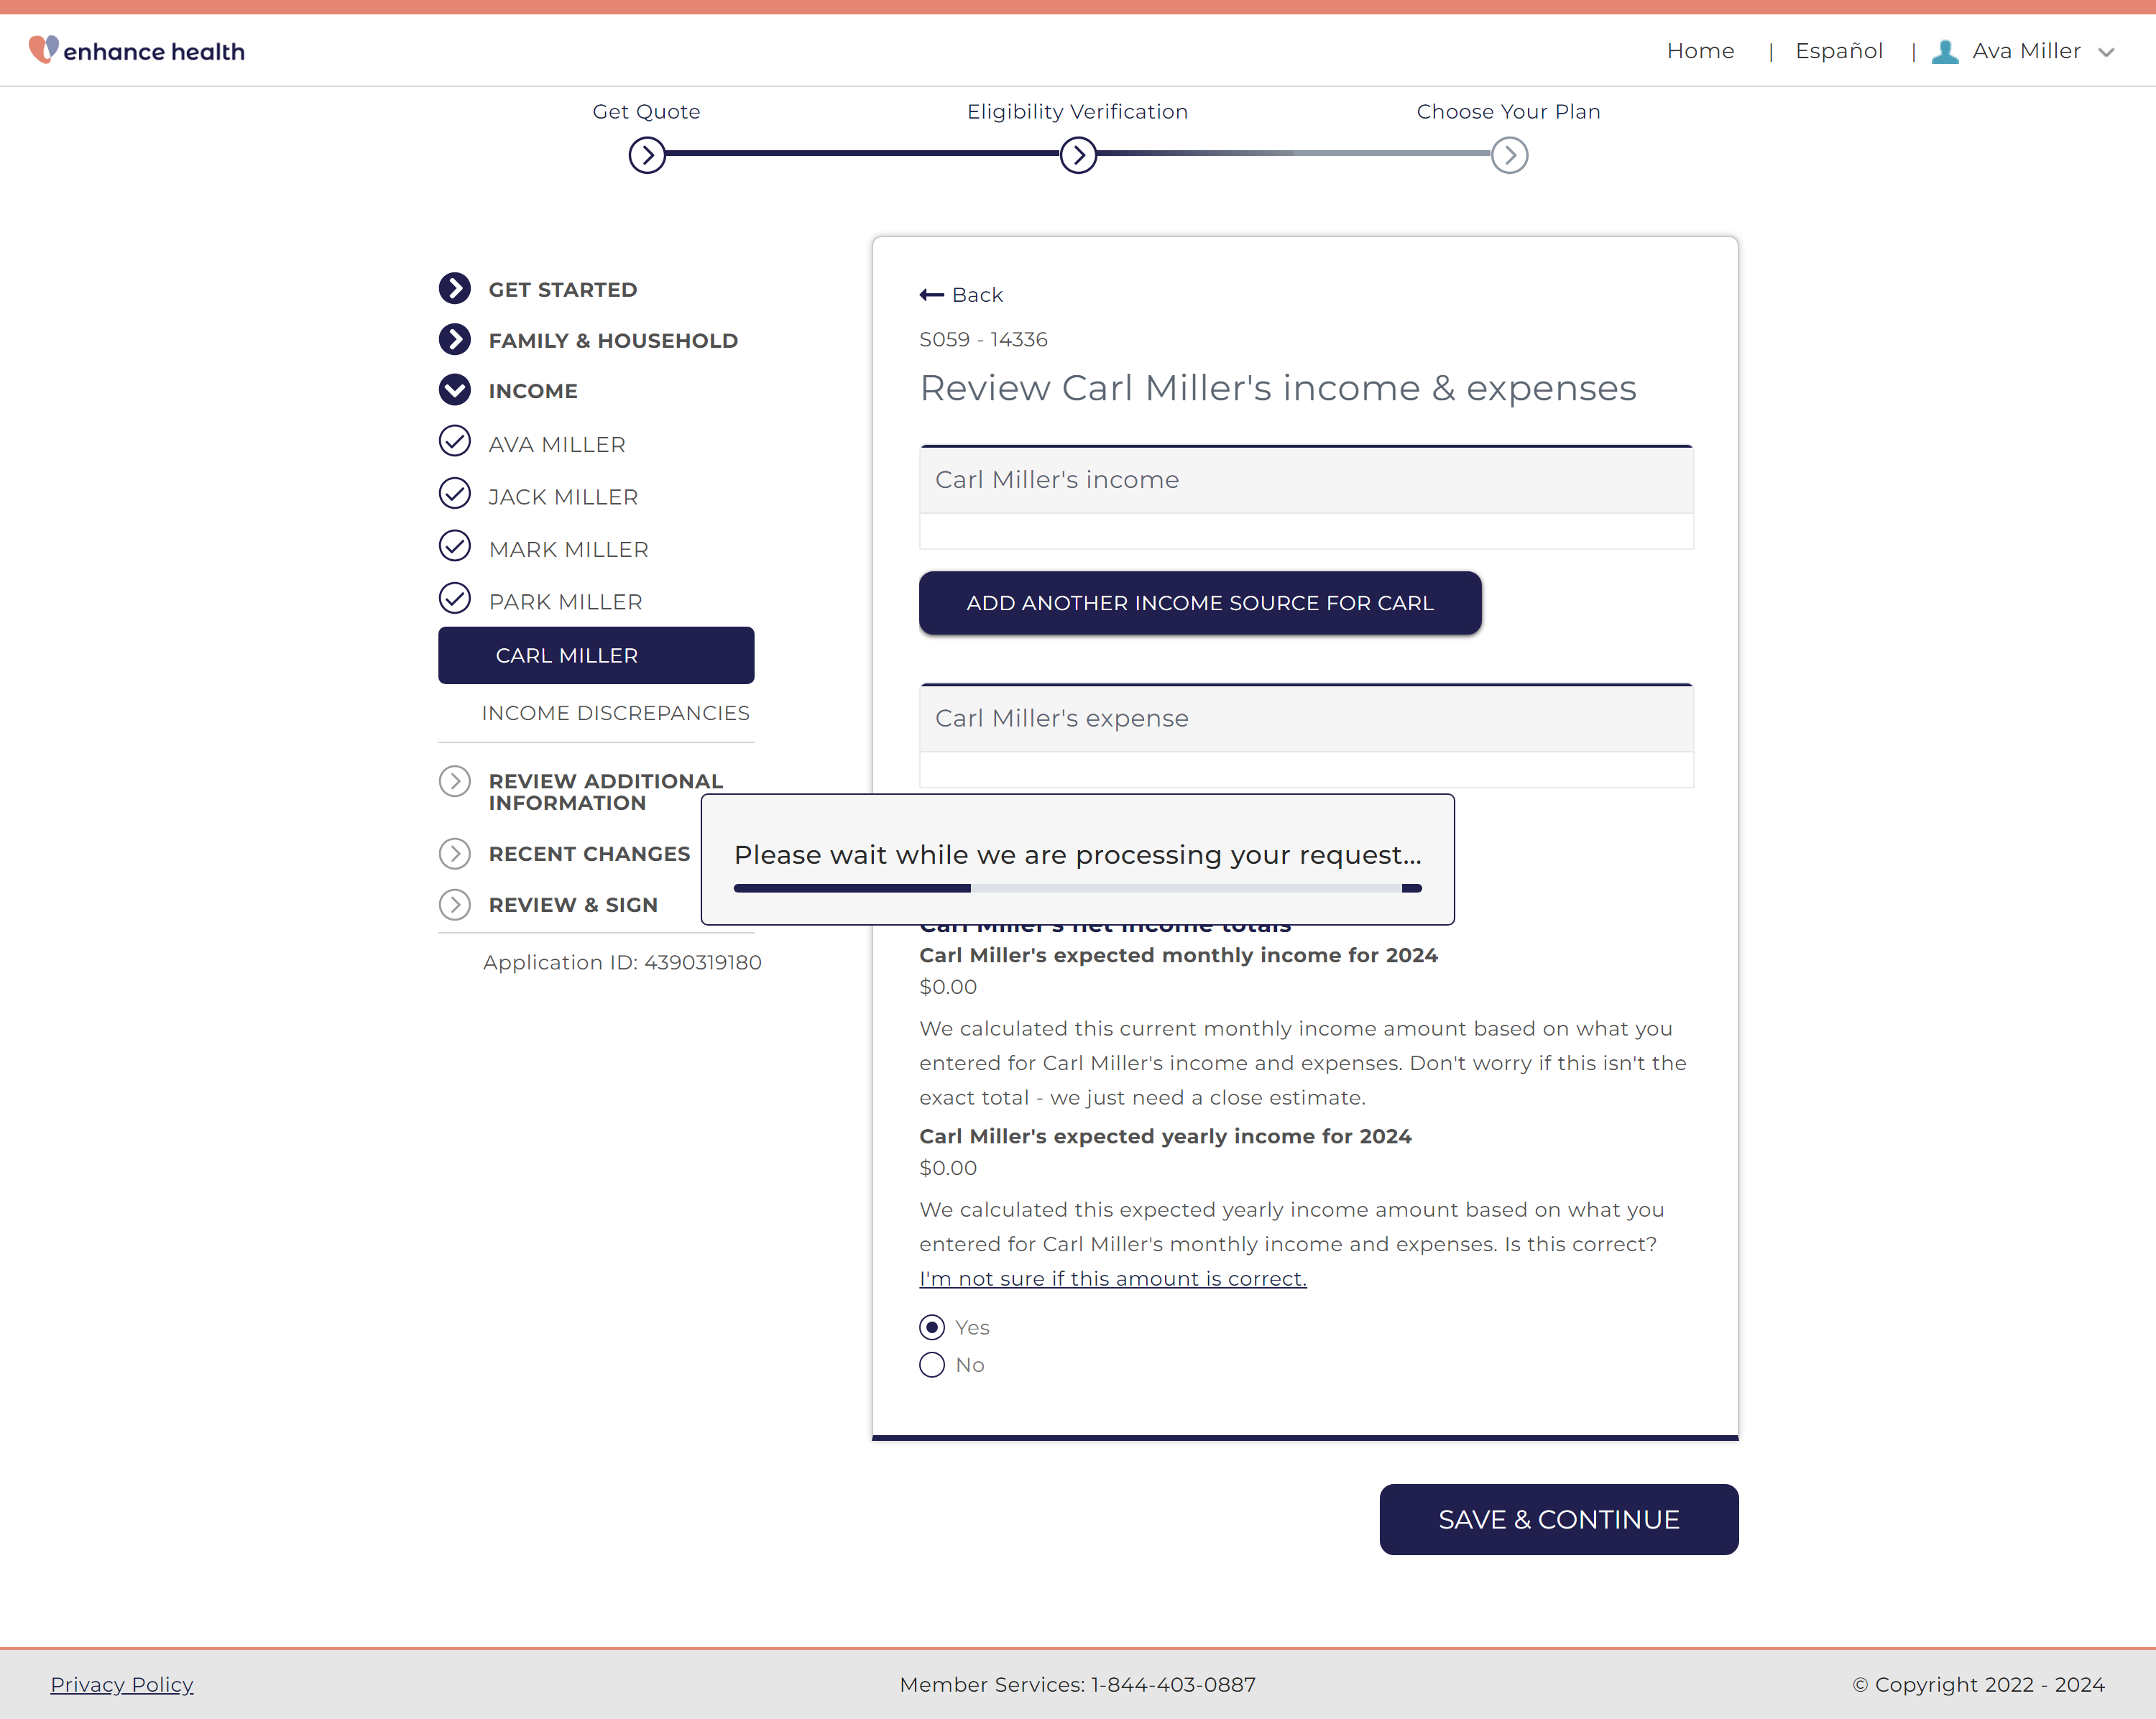 enhance health
Home | Español | Ava Miller
Get Quote
Eligibility Verification
Choose Your Plan
GET STARTED
FAMILY & HOUSEHOLD
INCOME
AVA MILLER
JACK MILLER
MARK MILLER
PARK MILLER
CARL MILLER
INCOME DISCREPANCIES
REVIEW ADDITIONAL
INFORMATION
RECENT CHANGES
REVIEW & SIGN
Application ID: 4390319180
Back
S059 - 14336
Review Carl Miller's income & expenses
Carl Miller's income
ADD ANOTHER INCOME SOURCE FOR CARL
Carl Miller's expense
Please wait while we are processing your request...
Carl Miller's net income totals
Carl Miller's expected monthly income for 2024
$0.00
We calculated this current monthly income amount based on what you
entered for Carl Miller's income and expenses. Don't worry if this isn't the
exact total - we just need a close estimate.
Carl Miller's expected yearly income for 2024
$0.00
We calculated this expected yearly income amount based on what you
entered for Carl Miller's monthly income and expenses. Is this correct?
I'm not sure if this amount is correct.
Yes
No
SAVE & CONTINUE
Privacy Policy
Member Services: 1-844-403-0887
© Copyright 2022 - 2024